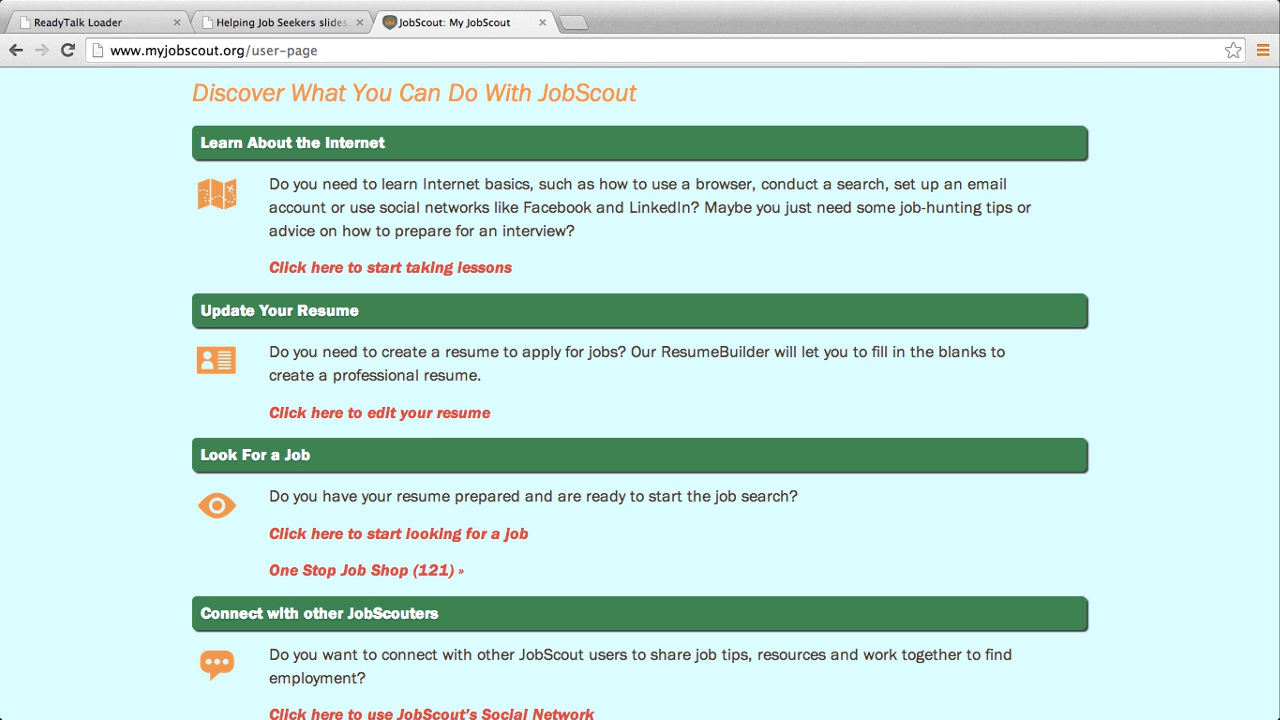 ReadyTalk Loader
Helping Job Seekers slides
JobScout: My JobScout
www.myjobscout.org/user-page
Discover What You Can Do With JobScout
Learn About the Internet
Do you need to learn Internet basics, such as how to use a browser, conduct a search, set up an email
account or use social networks like Facebook and LinkedIn? Maybe you just need some job-hunting tips or
advice on how to prepare for an interview?
Click here to start taking lessons
Update Your Resume
Do you need to create a resume to apply for jobs? Our ResumeBuilder will let you to fill in the blanks to
create a professional resume.
Click here to edit your resume
Look For a Job
Do you have your resume prepared and are ready to start the job search?
Click here to start looking for a job
One Stop Job Shop (121) »
Connect with other JobScouters
Do you want to connect with other JobScout users to share job tips, resources and work together to find
employment?
Click here to use JobScout's Social Network